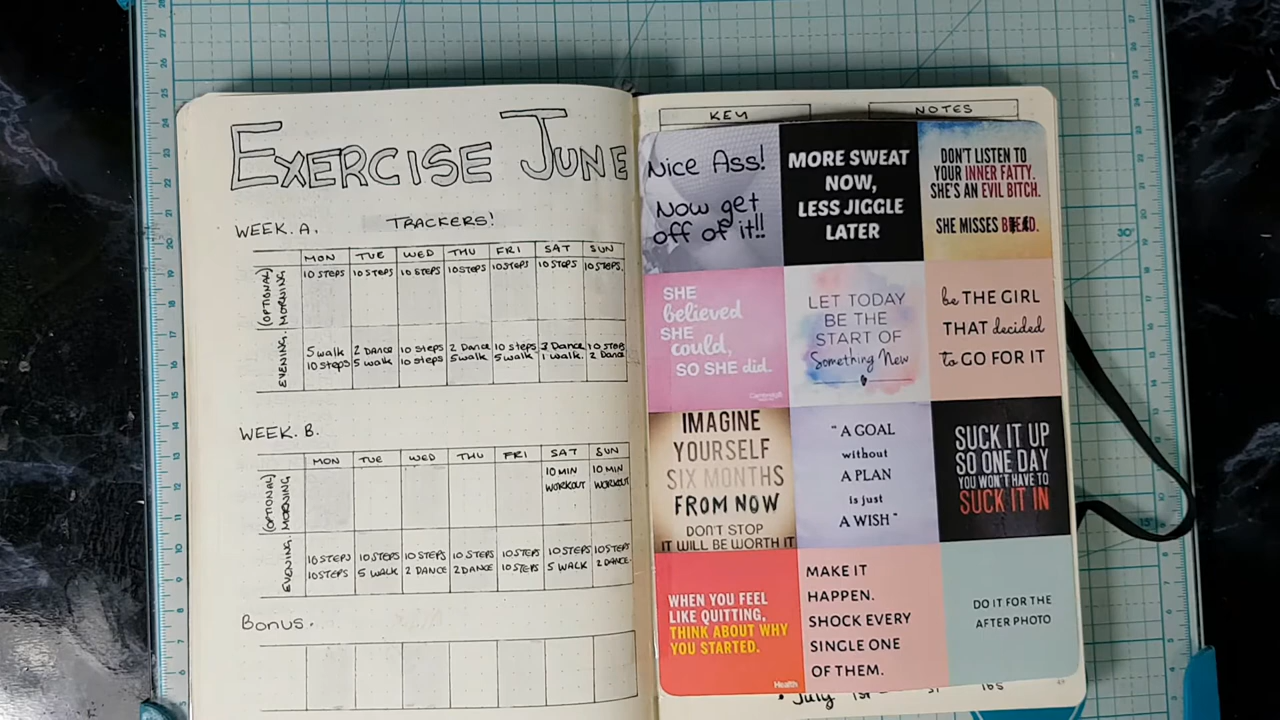 EXERCISE JUNE
TRACKERS!
WEEK. A.
MON TUE WED THU FRI SAT SUN
(OPTIONAL) MORNING
10 STEPS 10 STEPS 10 STEPS 10 STEPS 10 STEPS 10 STEPS 10 STEPS.
EVENING.
5 walk 2 DANCE 10 steps 2 Dance 10 steps 3 Dance 10 STEPS
10 steps 5 walk 10 steps 5walk 5 walk 1 walk. 2 Dance
WEEK. B.
MON TUE WED THU FRI SAT SUN
(OPTIONAL) MORNING
10 MIN 10 MIN
WORKOUT WORKOUT
EVENING.
10 STEPS 10 STEPS 10 STEPS 10 STEPS 10 STEPS 10 STEPS 10 STEPS
10 STEPS 5 WALK 2 DANCE 2 DANCE 10 STEPS 5 WALK 2 DANCE.
Bonus.
KEY
NOTES
Nice Ass!
Now get
off of it!!
MORE SWEAT
NOW,
LESS JIGGLE
LATER
DON'T LISTEN TO
YOUR INNER FATTY.
SHE'S AN EVIL BITCH.
SHE MISSES
SHE
believed
SHE
could,
SO SHE did.
LET TODAY
BE THE
START OF
Something New
be THE GIRL
THAT decided
to GO FOR IT
IMAGINE
YOURSELF
SIX MONTHS
FROM NOW
DON'T STOP
IT WILL BE WORTH IT
" A GOAL
without
A PLAN
is just
A WISH "
SUCK IT UP
SO ONE DAY
YOU WON'T HAVE TO
SUCK IT IN
WHEN YOU FEEL
LIKE QUITTING,
THINK ABOUT WHY
YOU STARTED.
Health
MAKE IT
HAPPEN.
SHOCK EVERY
SINGLE ONE
OF THEM.
DO IT FOR THE
AFTER PHOTO
July 1st